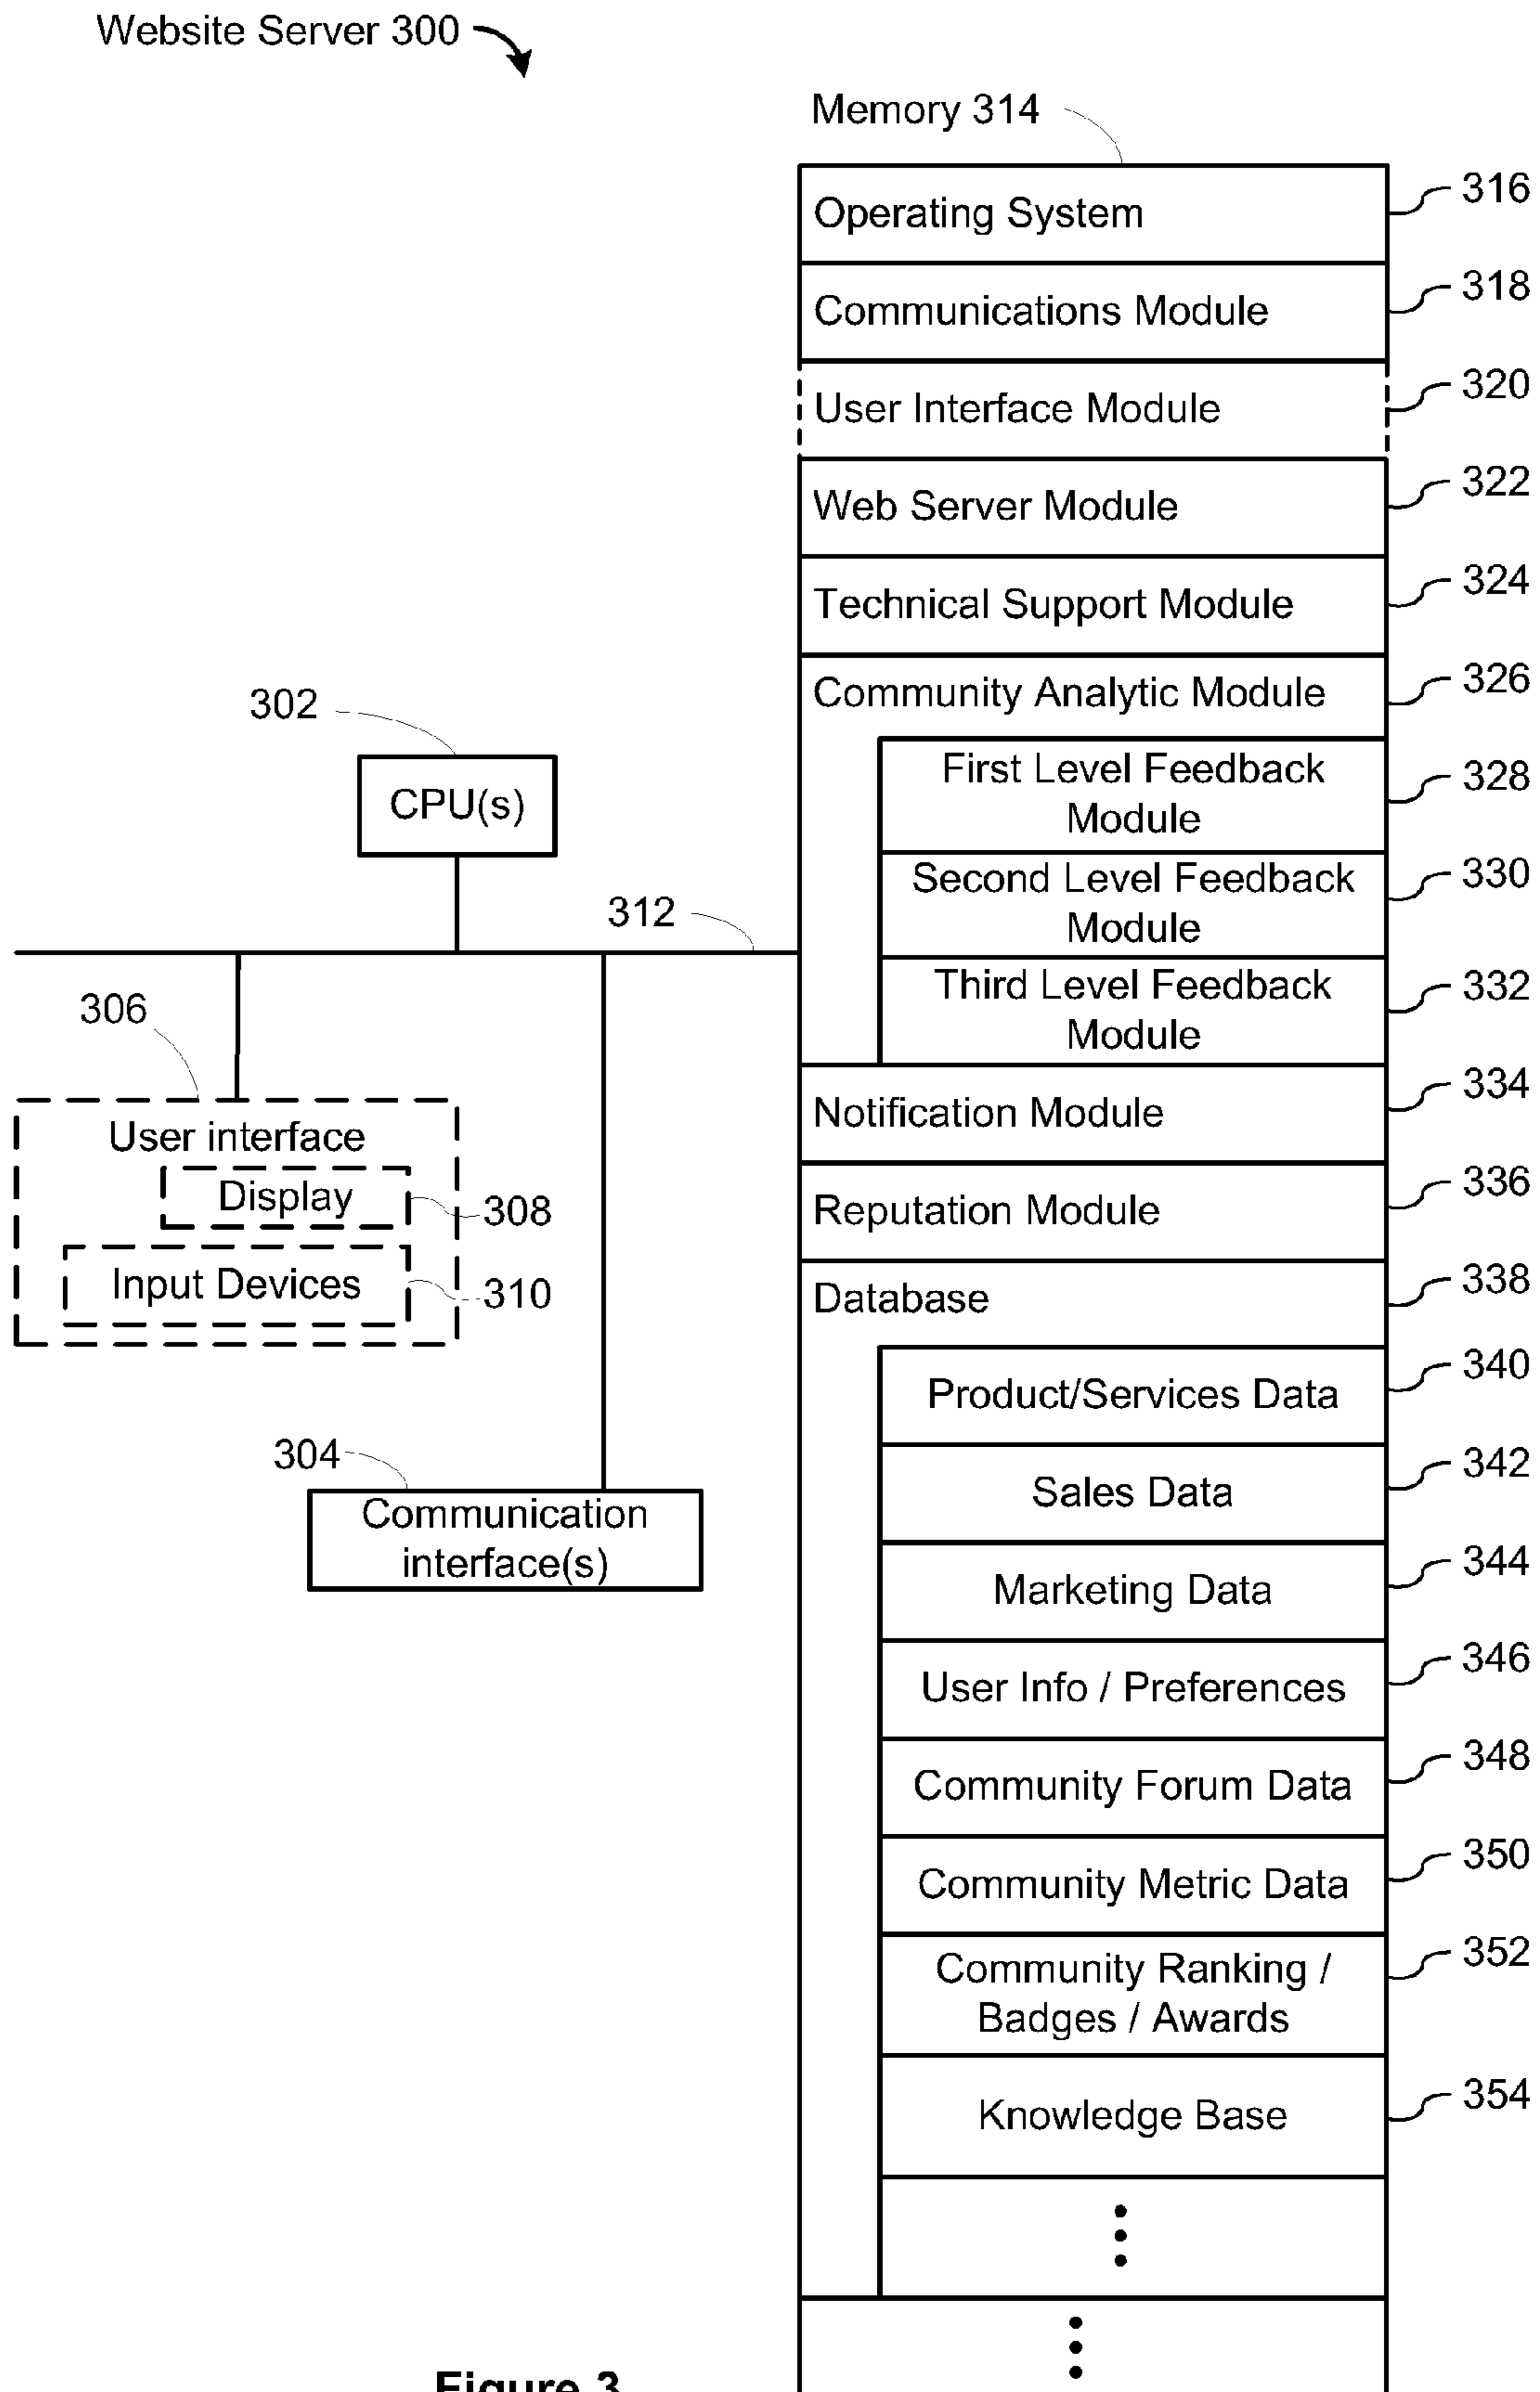 Website Server 300
Memory 314
Operating System
316
Communications Module
318
User Interface Module
320
Web Server Module
322
Technical Support Module
324
Community Analytic Module
326
First Level Feedback
Module
328
Second Level Feedback
Module
330
Third Level Feedback
Module
332
Notification Module
334
Reputation Module
336
Database
338
Product/Services Data
340
Sales Data
342
Marketing Data
344
User Info / Preferences
346
Community Forum Data
348
Community Metric Data
350
Community Ranking /
Badges / Awards
352
Knowledge Base
354
302
CPU(s)
312
306
User interface
Display
308
Input Devices
310
304
Communication
interface(s)
Figure 3